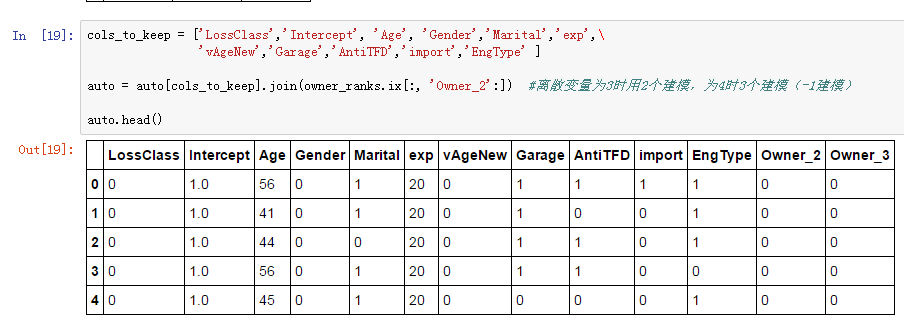 In [19]:
cols_to_keep = ['LossClass','Intercept', 'Age', 'Gender','Marital','exp',\
'vAgeNew','Garage','AntiTFD','import','EngType' ]
auto = auto[cols_to_keep].join(owner_ranks.ix[:, 'Owner_2':]) #离散变量为3时用2个建模，为4时3个建模（-1建模）
auto.head()
Out[19]:
LossClass Intercept Age Gender Marital exp vAgeNew Garage AntiTFD import EngType Owner_2 Owner_3
0 0 1.0 56 0 1 20 0 1 1 1 1 0 0
1 0 1.0 41 0 1 20 0 1 0 0 1 0 0
2 0 1.0 44 0 0 20 0 1 1 0 1 0 0
3 0 1.0 56 0 1 20 0 1 1 0 0 0 0
4 0 1.0 45 0 1 20 0 0 0 0 1 0 0